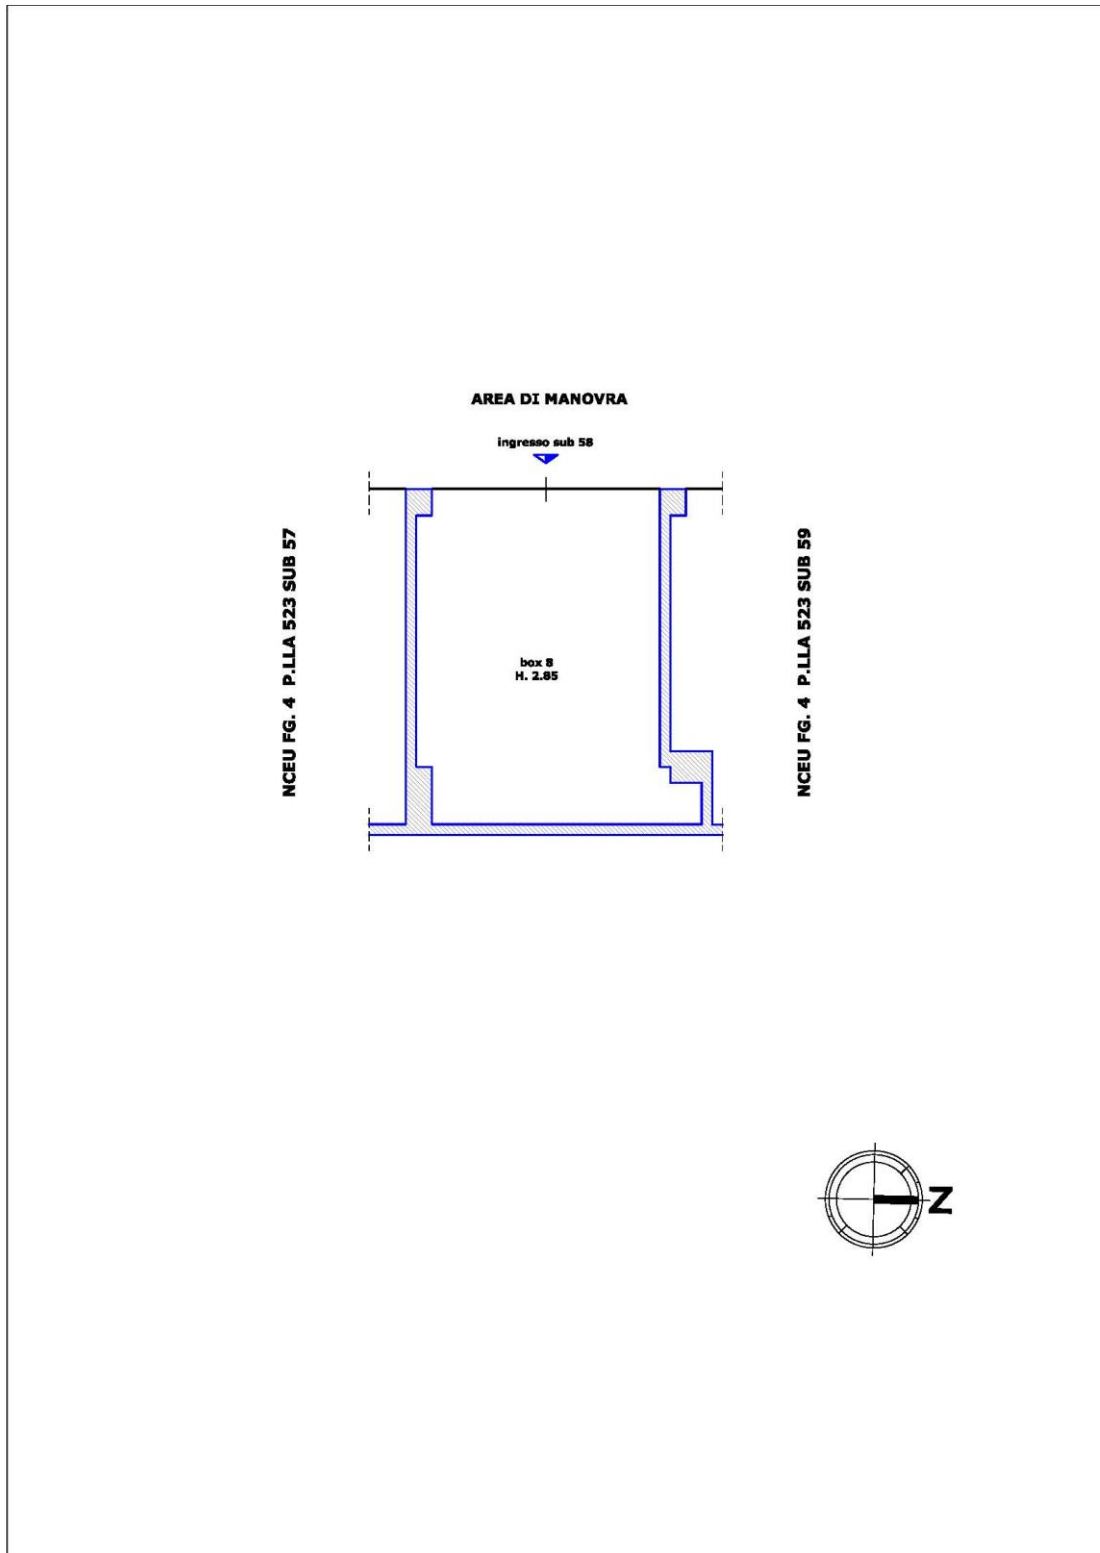 AREA DI MANOVRA
ingresso sub 58
NCEU FG. 4 P.LLA 523 SUB 57
box 8
H. 2.85
NCEU FG. 4 P.LLA 523 SUB 59
N